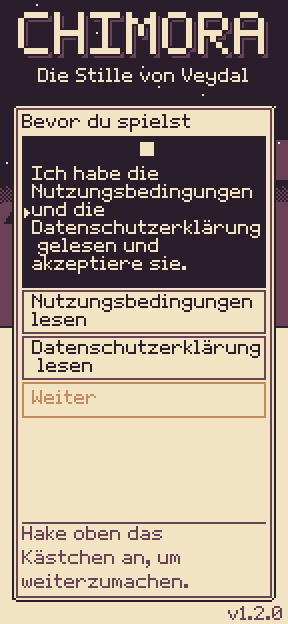 CHIMORA
Die Stille von Veydal
Bevor du spielst
Ich habe die
Nutzungsbedingungen
und die
Datenschutzerklärung
gelesen und
akzeptiere sie.
Nutzungsbedingungen
lesen
Datenschutzerklärung
lesen
Weiter
Hake oben das
Kästchen an, um
weiterzumachen.
v1.2.0